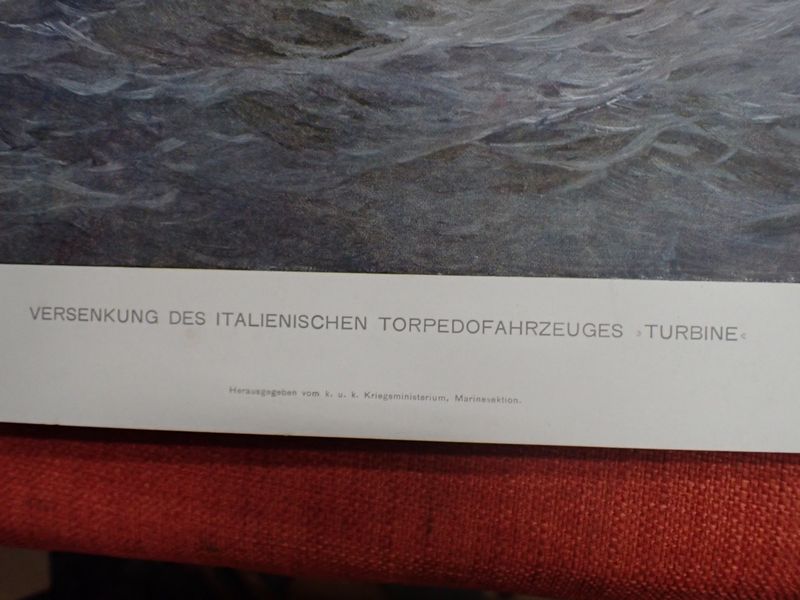 VERSENKUNG DES ITALIENISCHEN TORPEDOFAHRZEUGES »TURBINE«
Herausgegeben vom k. u. k. Kriegsministerium, Marinesektion.